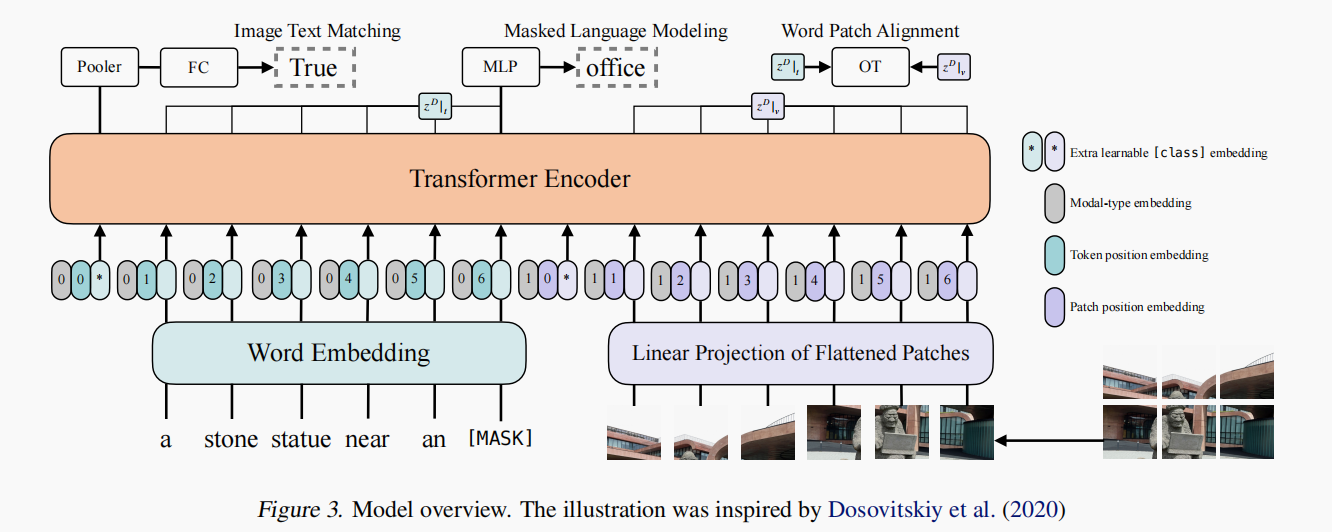 Image Text Matching
Masked Language Modeling
Word Patch Alignment
Pooler
FC
True
MLP
office
z^D|_t
OT
z^D|_v
z^D|_t
z^D|_v
Transformer Encoder
* * Extra learnable [class] embedding
Modal-type embedding
Token position embedding
Patch position embedding
0 0 * 0 1 0 2 0 3 0 4 0 5 0 6 1 0 * 1 1 1 2 1 3 1 4 1 5 1 6
Word Embedding
Linear Projection of Flattened Patches
a stone statue near an [MASK]
Figure 3. Model overview. The illustration was inspired by Dosovitskiy et al. (2020)